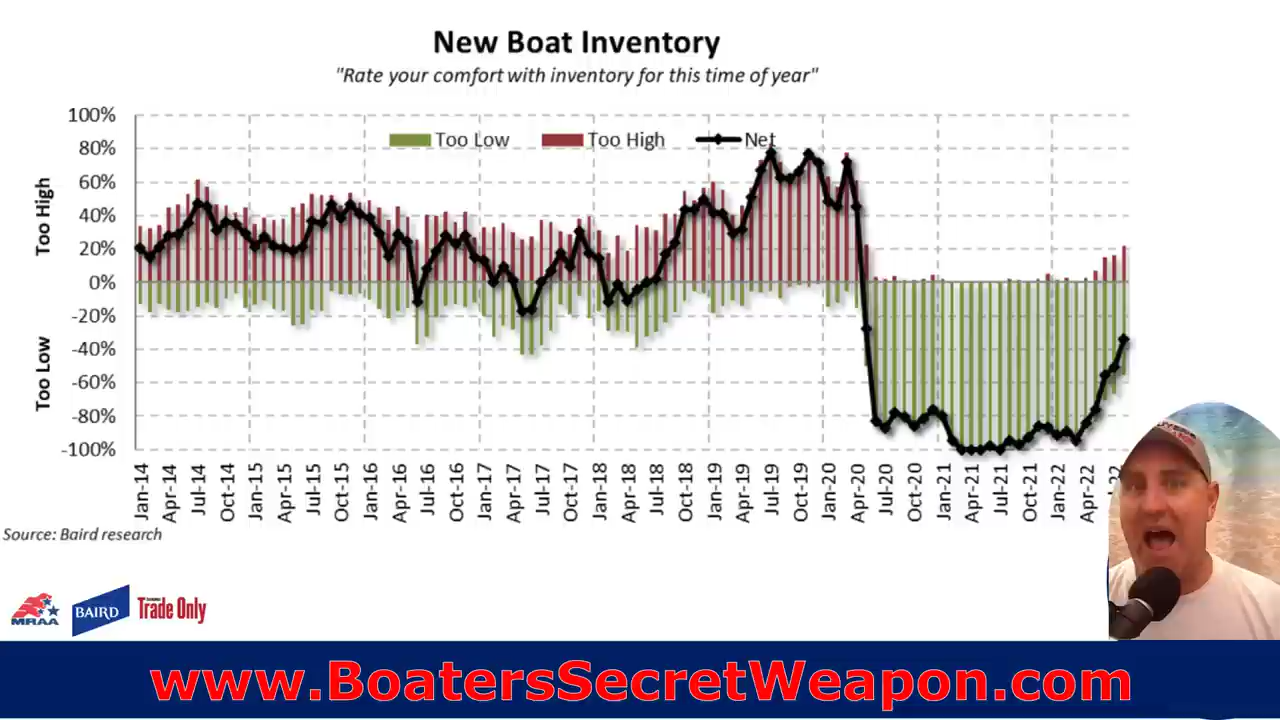 New Boat Inventory
"Rate your comfort with inventory for this time of year"
Too Low Too High Net
Too High
Too Low
100%
80%
60%
40%
20%
0%
-20%
-40%
-60%
-80%
-100%
Jan-14 Apr-14 Jul-14 Oct-14 Jan-15 Apr-15 Jul-15 Oct-15 Jan-16 Apr-16 Jul-16 Oct-16 Jan-17 Apr-17 Jul-17 Oct-17 Jan-18 Apr-18 Jul-18 Oct-18 Jan-19 Apr-19 Jul-19 Oct-19 Jan-20 Apr-20 Jul-20 Oct-20 Jan-21 Apr-21 Jul-21 Oct-21 Jan-22 Apr-22
Source: Baird research
MRAA
BAIRD
Trade Only
www.BoatersSecretWeapon.com